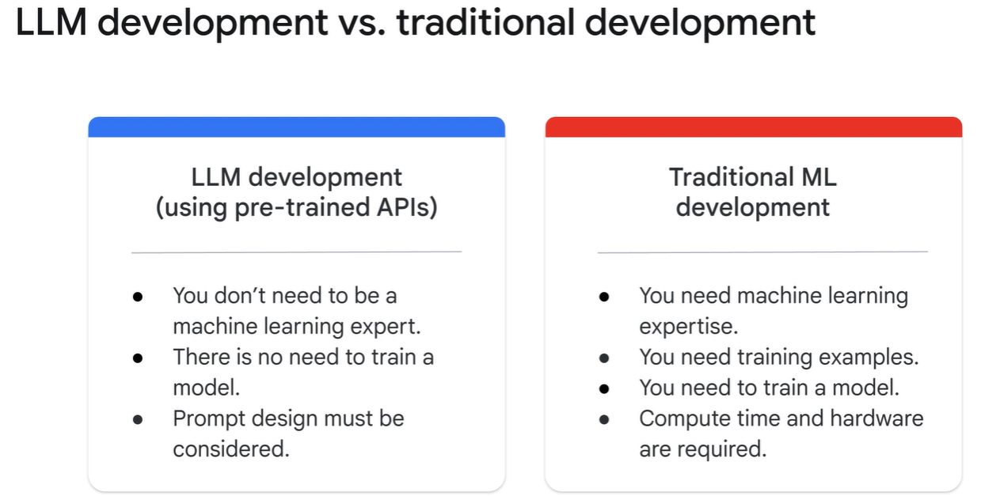 LLM development vs. traditional development
LLM development
(using pre-trained APIs)
● You don’t need to be a
machine learning expert.
● There is no need to train a
model.
● Prompt design must be
considered.
Traditional ML
development
● You need machine learning
expertise.
● You need training examples.
● You need to train a model.
● Compute time and hardware
are required.